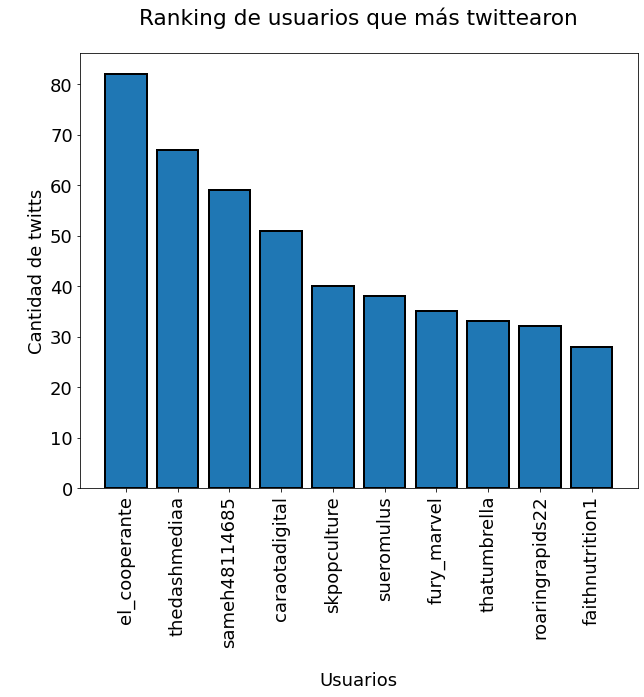 Ranking de usuarios que más twittearon
Cantidad de twitts
80
70
60
50
40
30
20
10
0
el_cooperante
thedashmediaa
sameh48114685
caraotadigital
skpopculture
sueromulus
fury_marvel
thatumbrella
roaringrapids22
faithnutrition1
Usuarios